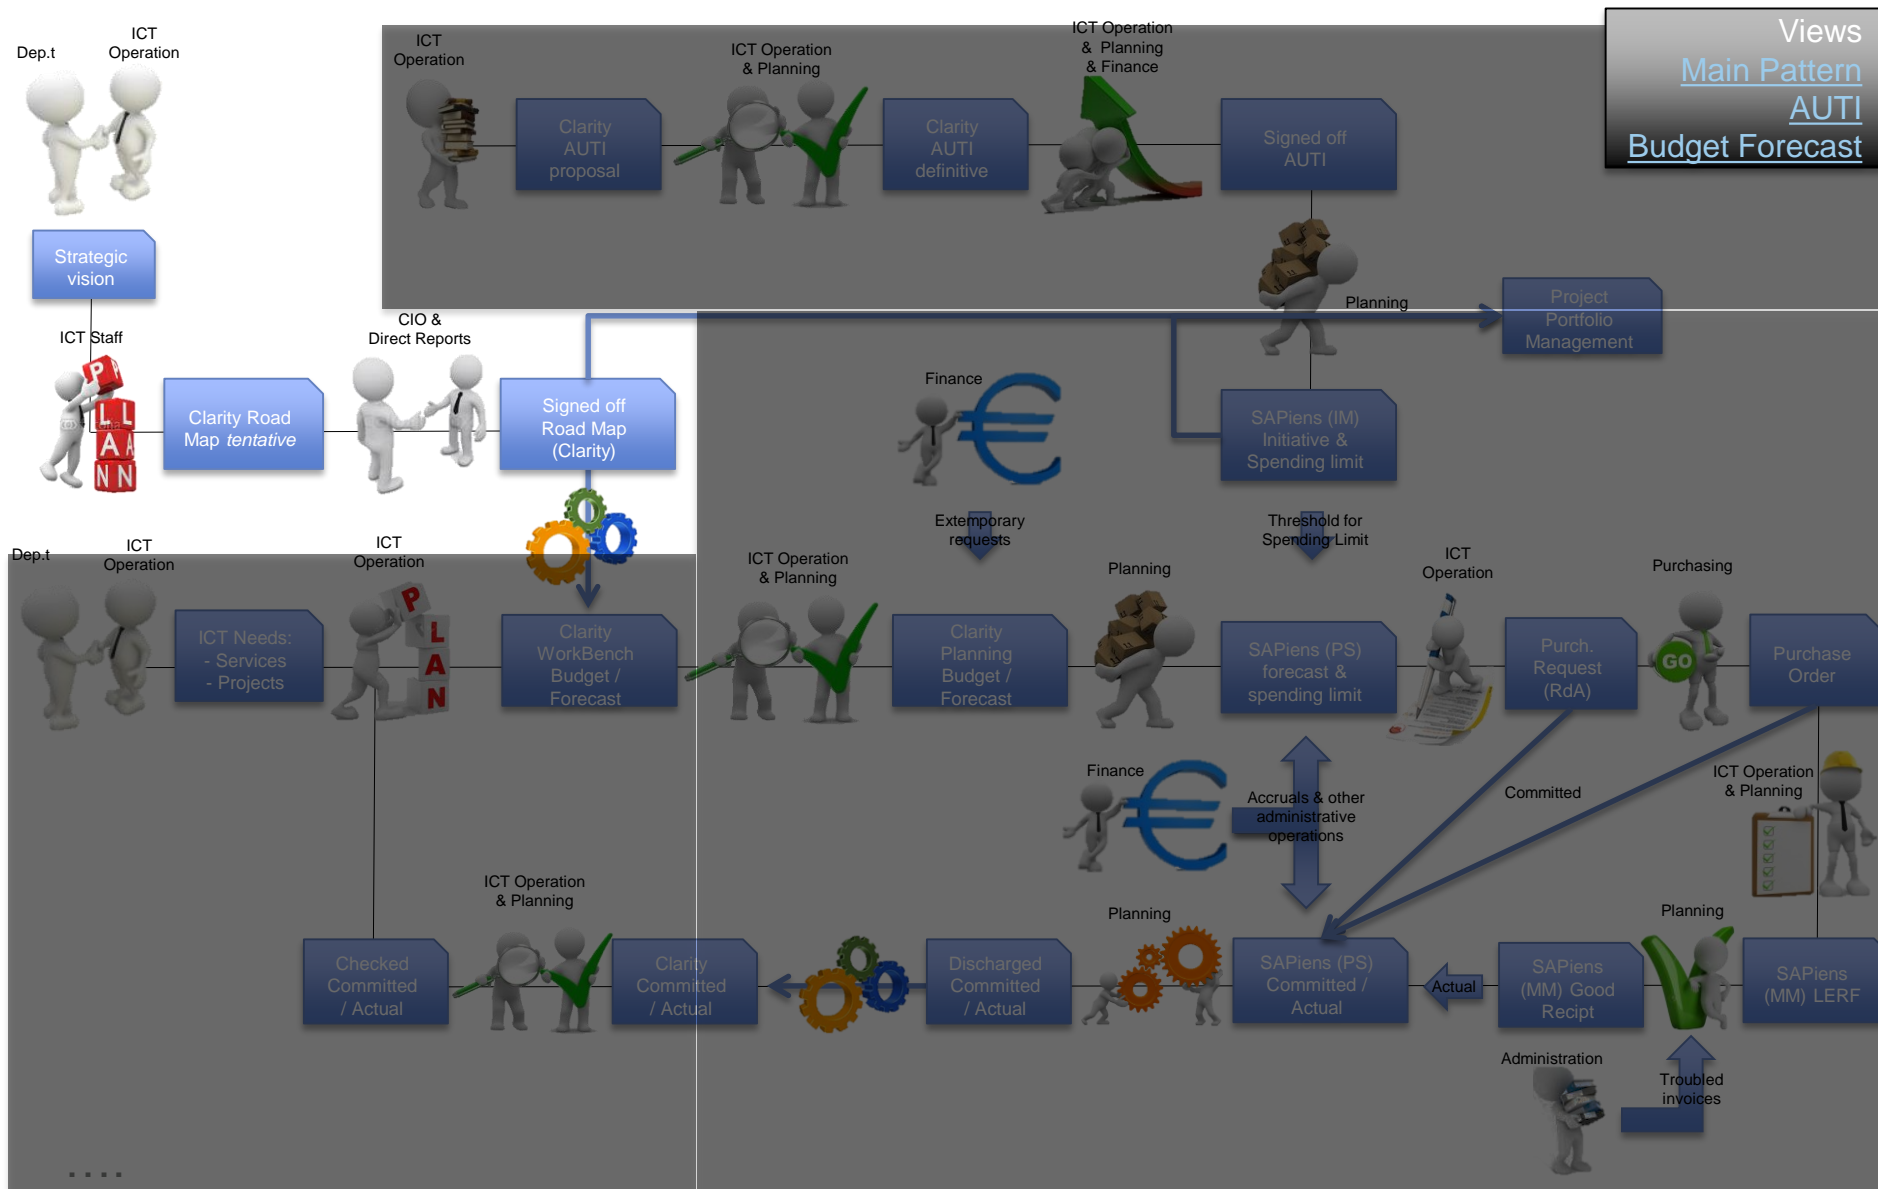 Views
Main Pattern
AUTI
Budget Forecast
Dep.t
ICT
Operation
ICT
Operation
ICT Operation
& Planning
ICT Operation
& Planning
& Finance
Clarity
AUTI
proposal
Clarity
AUTI
definitive
Signed off
AUTI
Strategic
vision
Planning
Project
Portfolio
Management
ICT Staff
CIO &
Direct Reports
P
L
A
N
Clarity Road
Map tentative
Signed off
Road Map
(Clarity)
Finance
SAPiens (IM)
Initiative &
Spending limit
Extemporary
requests
Threshold for
Spending Limit
Dep.t
ICT
Operation
ICT
Operation
ICT Operation
& Planning
Planning
ICT
Operation
Purchasing
ICT Needs:
- Services
- Projects
P
L
A
N
Clarity
WorkBench
Budget /
Forecast
Clarity
Planning
Budget /
Forecast
SAPiens (PS)
forecast &
spending limit
Purch.
Request
(RdA)
GO
Purchase
Order
Finance
Accruals & other
administrative
operations
Committed
ICT Operation
& Planning
ICT Operation
& Planning
Planning
Planning
Checked
Committed
/ Actual
Clarity
Committed
/ Actual
Discharged
Committed
/ Actual
SAPiens (PS)
Committed /
Actual
Actual
SAPiens
(MM) Good
Recipt
SAPiens
(MM) LERF
Administration
Troubled
invoices
....